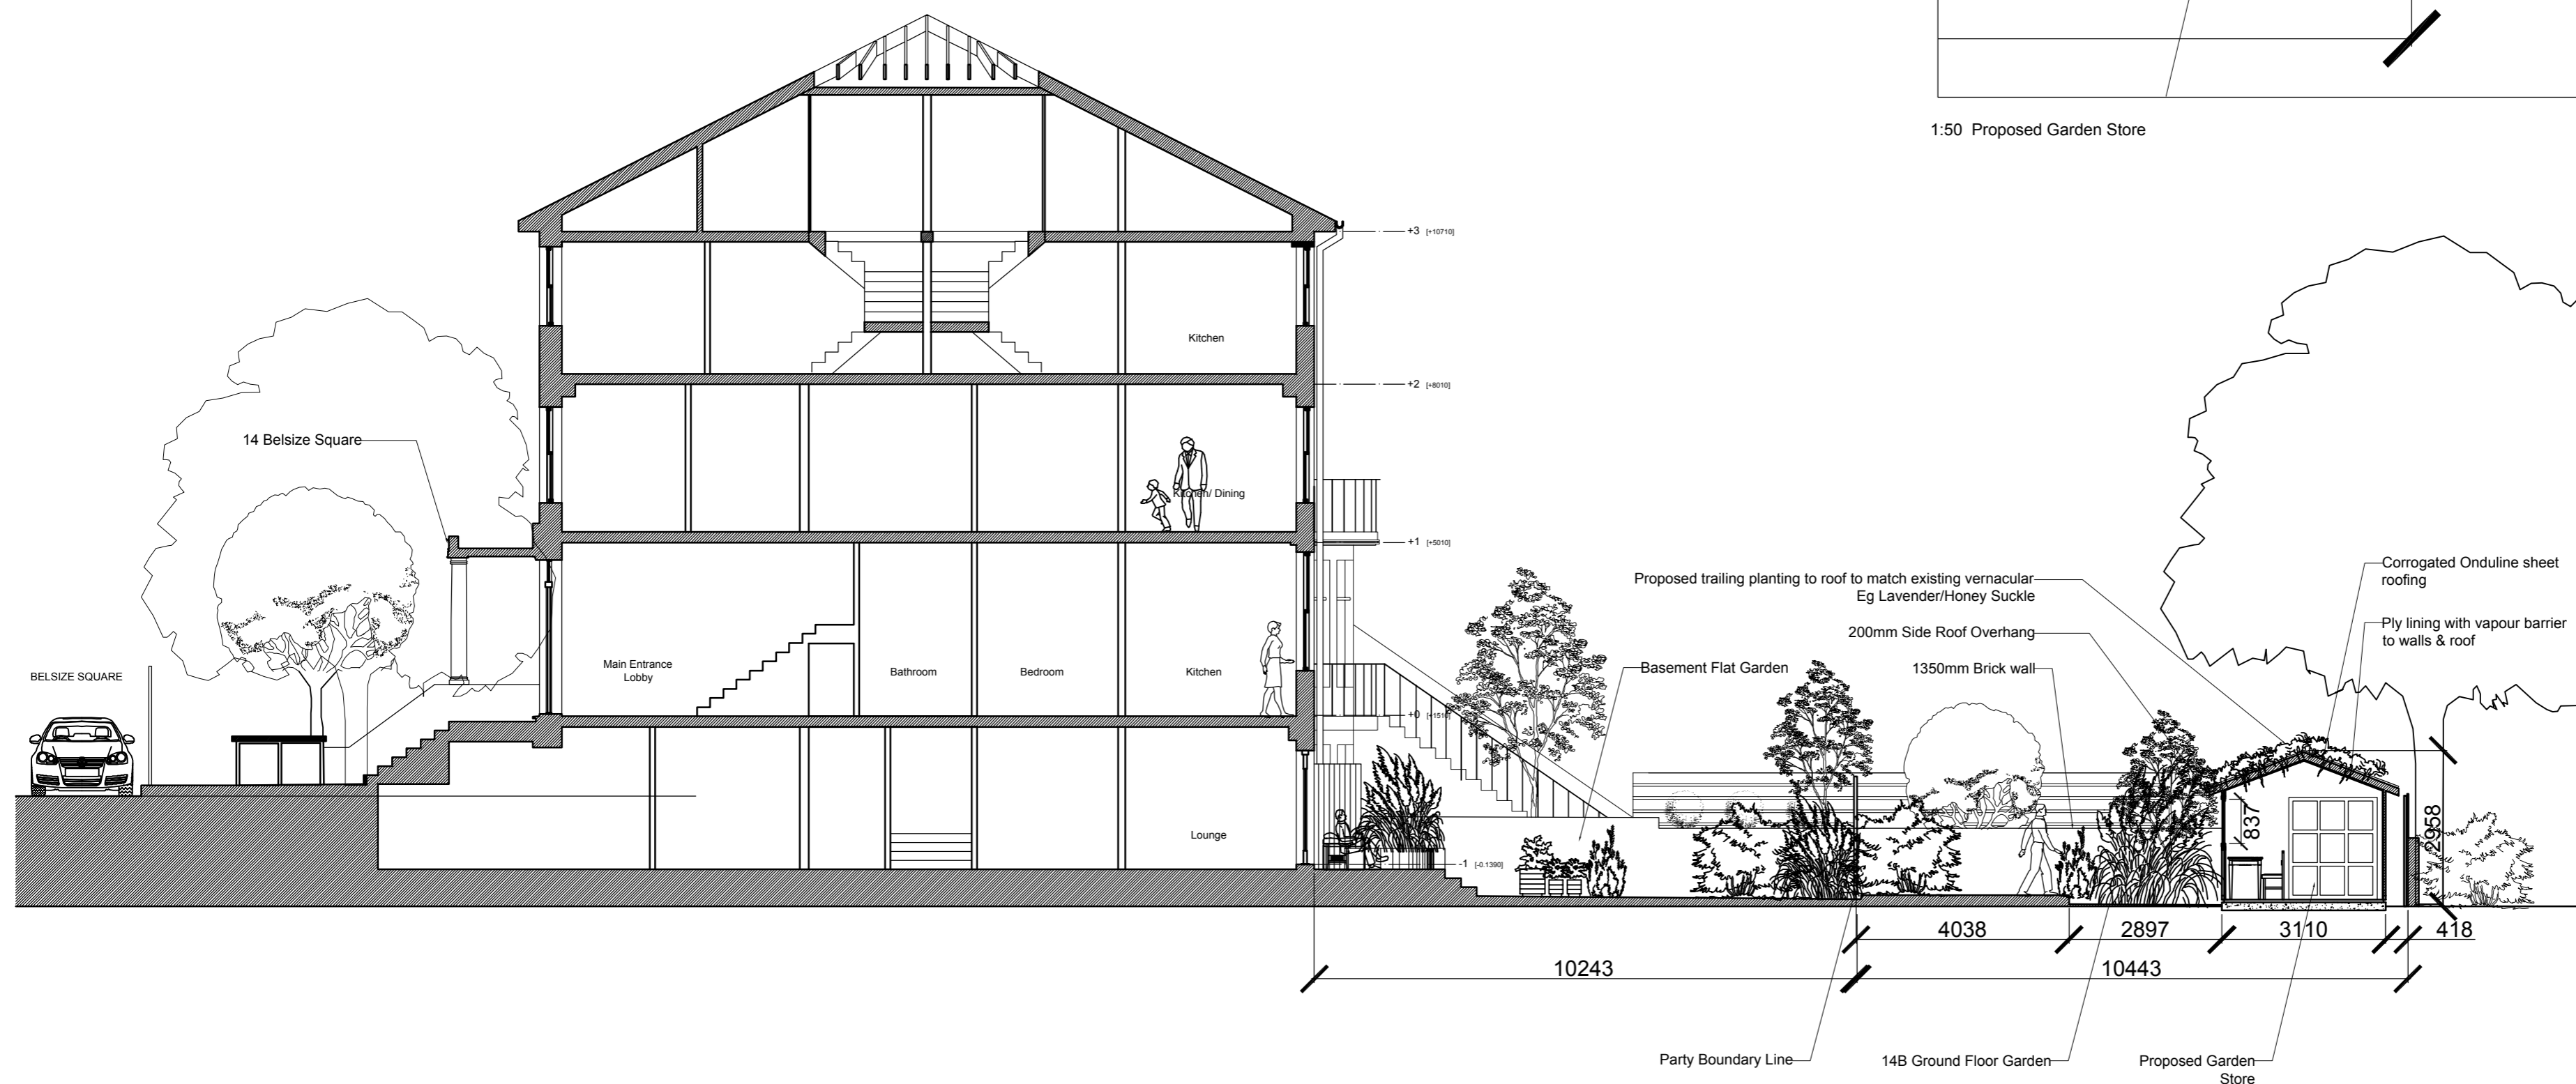 1:50 Proposed Garden Store
+3 [+10710]
Kitchen
+2 [+8010]
14 Belsize Square
Kitchen/ Dining
+1 [+5010]
Corrogated Onduline sheet
roofing
Proposed trailing planting to roof to match existing vernacular
Eg Lavender/Honey Suckle
Ply lining with vapour barrier
to walls & roof
200mm Side Roof Overhang
1350mm Brick wall
Basement Flat Garden
BELSIZE SQUARE
Main Entrance
Lobby
Bathroom
Bedroom
Kitchen
+0 [+1510]
Lounge
837
2958
-1 [-0.1390]
4038
2897
3110
418
10243
10443
Party Boundary Line
14B Ground Floor Garden
Proposed Garden
Store